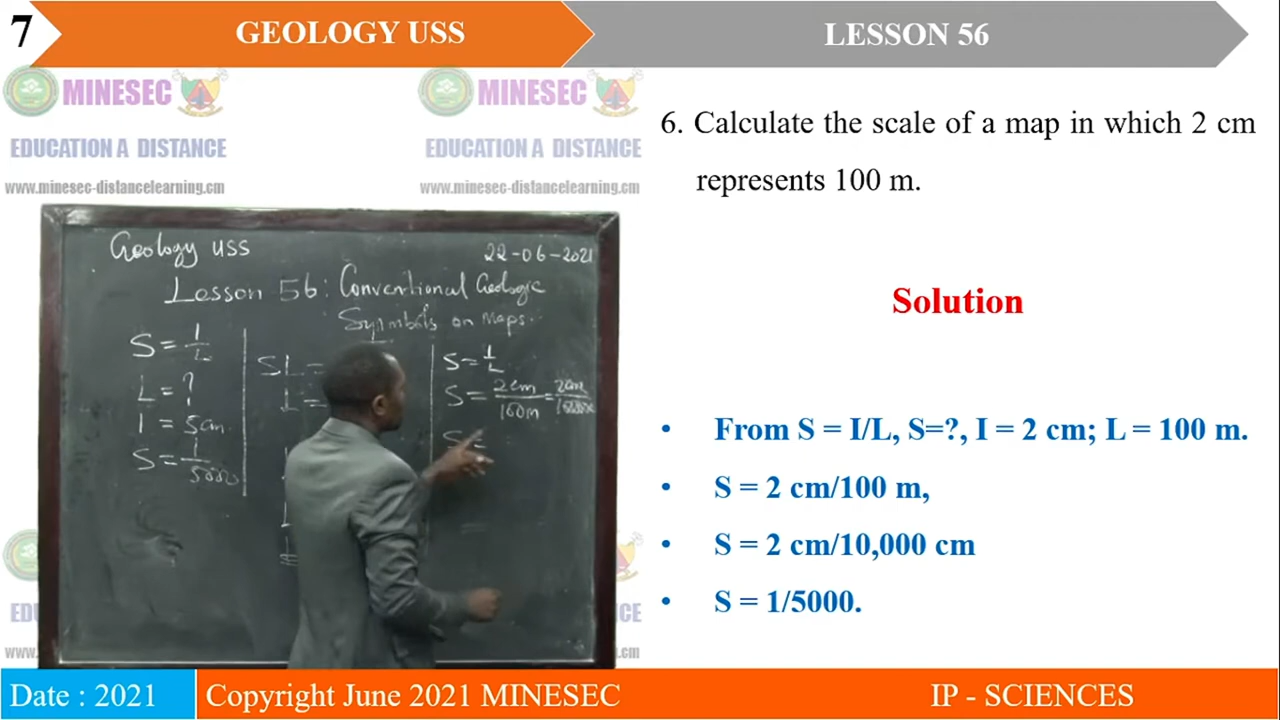 7
GEOLOGY USS
LESSON 56
MINESEC
MINESEC
EDUCATION A DISTANCE
EDUCATION A DISTANCE
www.minesec-distancelearning.cm
www.minesec-distancelearning.cm
6. Calculate the scale of a map in which 2 cm
represents 100 m.
Geology USS
22-06-2021
Lesson 56: Conventional Geologic
Symbols on Maps.
S = 1/L
L = ?
I = 5cm
S = 1/5000
SL =
S = 1/L
S = 2cm/100m = 2cm
S =
Solution
• From S = I/L, S=?, I = 2 cm; L = 100 m.
• S = 2 cm/100 m,
• S = 2 cm/10,000 cm
• S = 1/5000.
Date : 2021
Copyright June 2021 MINESEC
IP - SCIENCES